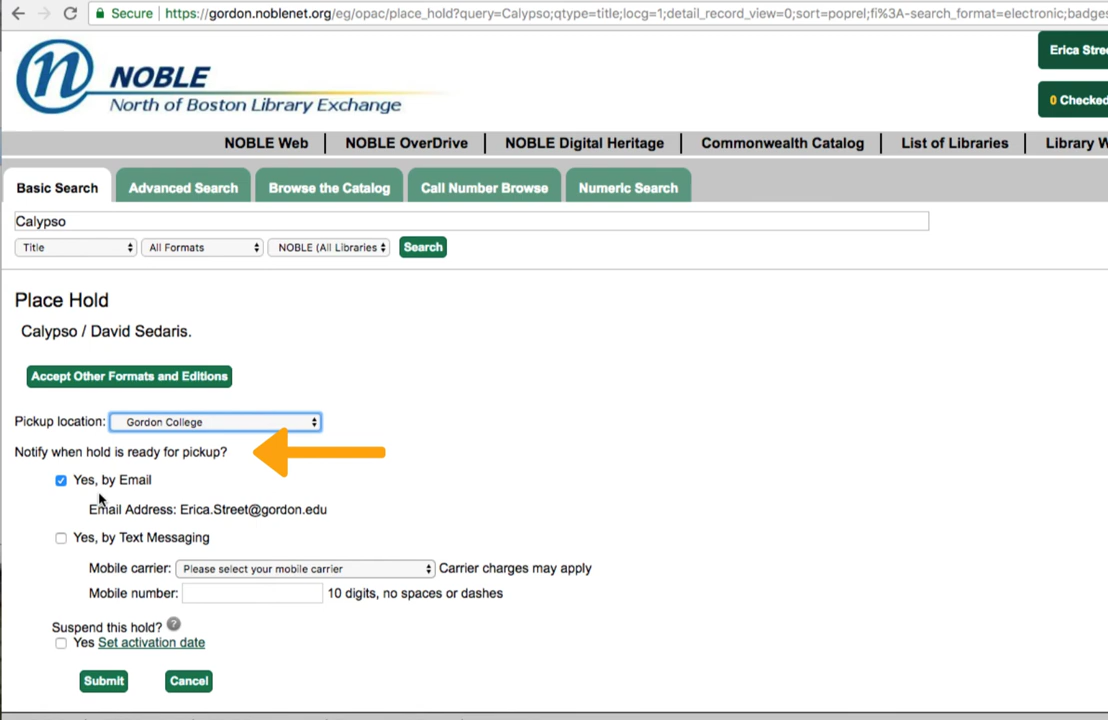 Secure https://gordon.noblenet.org/eg/opac/place_hold?query=Calypso;qtype=title;locg=1;detail_record_view=0;sort=poprel;fi%3A-search_format=electronic;badges
n NOBLE
North of Boston Library Exchange
Erica Stre
0 Checked
NOBLE Web NOBLE OverDrive NOBLE Digital Heritage Commonwealth Catalog List of Libraries Library W
Basic Search Advanced Search Browse the Catalog Call Number Browse Numeric Search
Calypso
Title All Formats NOBLE (All Libraries Search
Place Hold
Calypso / David Sedaris.
Accept Other Formats and Editions
Pickup location: Gordon College
Notify when hold is ready for pickup?
Yes, by Email
Email Address: Erica.Street@gordon.edu
Yes, by Text Messaging
Mobile carrier: Please select your mobile carrier Carrier charges may apply
Mobile number: 10 digits, no spaces or dashes
Suspend this hold? ?
Yes Set activation date
Submit Cancel